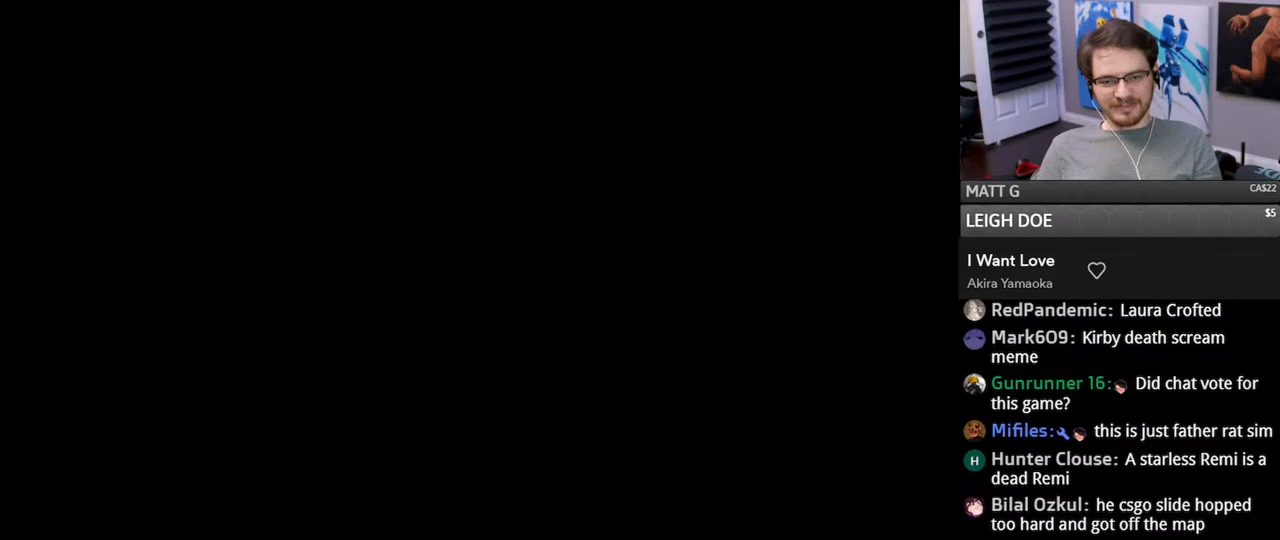 MATT G
CA$22
LEIGH DOE
$5
I Want Love
Akira Yamaoka
RedPandemic: Laura Crofted
Mark6O9: Kirby death scream
meme
Gunrunner 16: Did chat vote for
this game?
Mifiles: this is just father rat sim
H Hunter Clouse: A starless Remi is a
dead Remi
Bilal Ozkul: he csgo slide hopped
too hard and got off the map